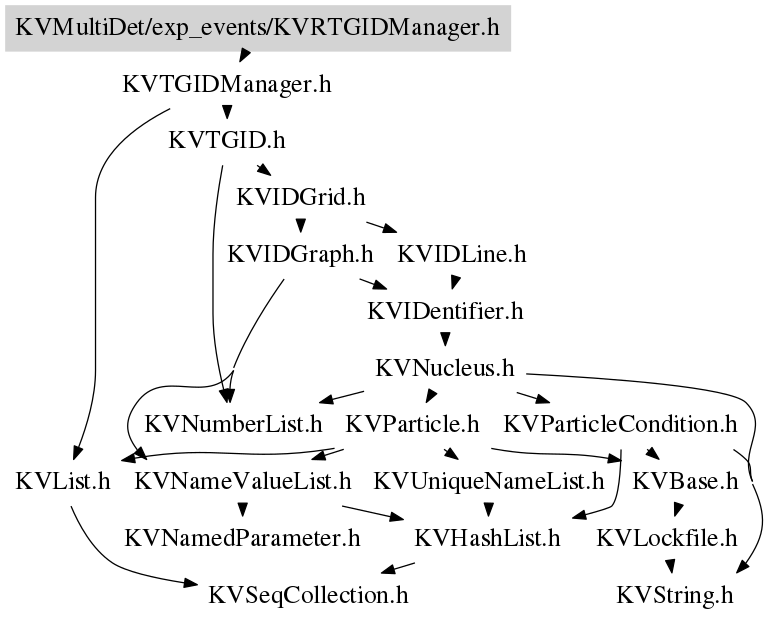 KVMultiDet/exp_events/KVRTGIDManager.h
KVTGIDManager.h
KVTGID.h
KVIDGrid.h
KVIDGraph.h KVIDLine.h
KVIDentifier.h
KVNucleus.h
KVNumberList.h KVParticle.h KVParticleCondition.h
KVList.h KVNameValueList.h KVUniqueNameList.h KVBase.h
KVNamedParameter.h KVHashList.h KVLockfile.h
KVSeqCollection.h KVString.h